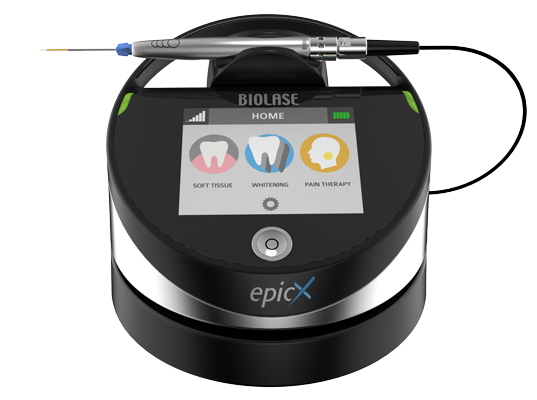 BIOLASE
HOME
SOFT TISSUE
WHITENING
PAIN THERAPY
epicX